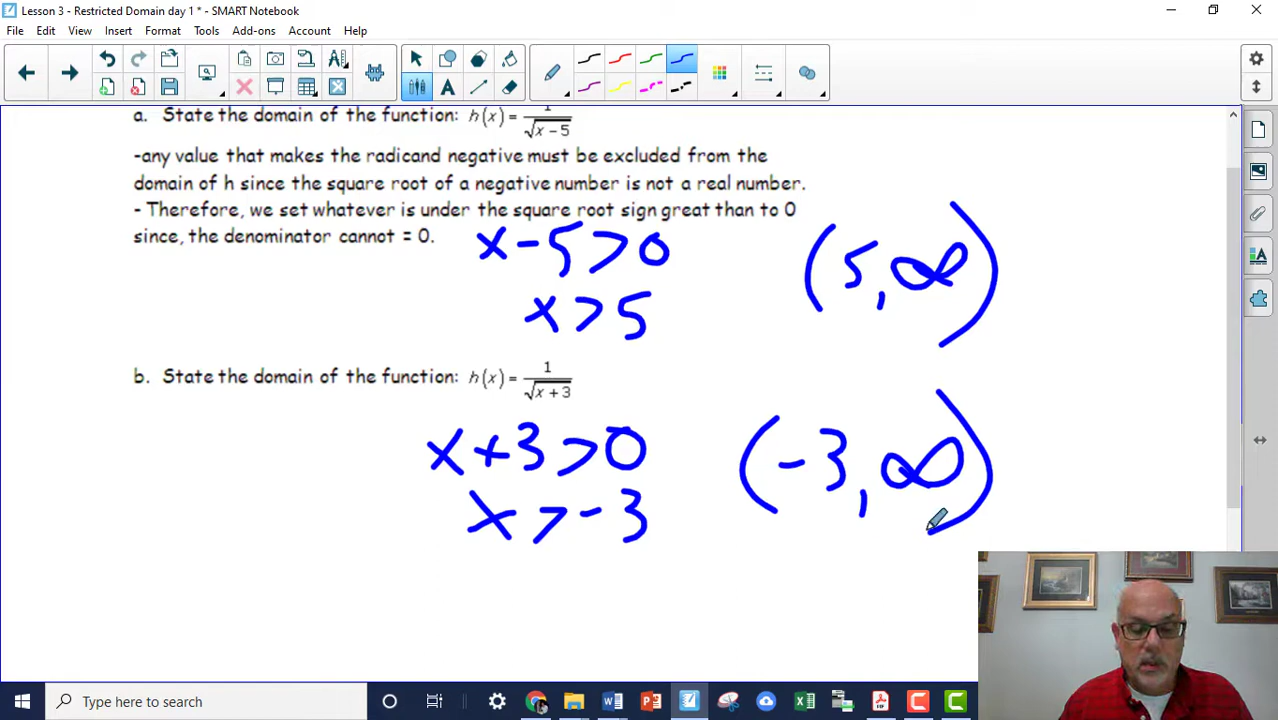 Lesson 3 - Restricted Domain day 1 * - SMART Notebook
File Edit View Insert Format Tools Add-ons Account Help
a. State the domain of the function: h(x) = 1/√(x − 5)
-any value that makes the radicand negative must be excluded from the
domain of h since the square root of a negative number is not a real number.
- Therefore, we set whatever is under the square root sign great than to 0
since, the denominator cannot = 0.
x - 5 > 0
(5, ∞)
x > 5
b. State the domain of the function: h(x) = 1/√(x + 3)
x + 3 > 0
(-3, ∞)
x > -3
Type here to search